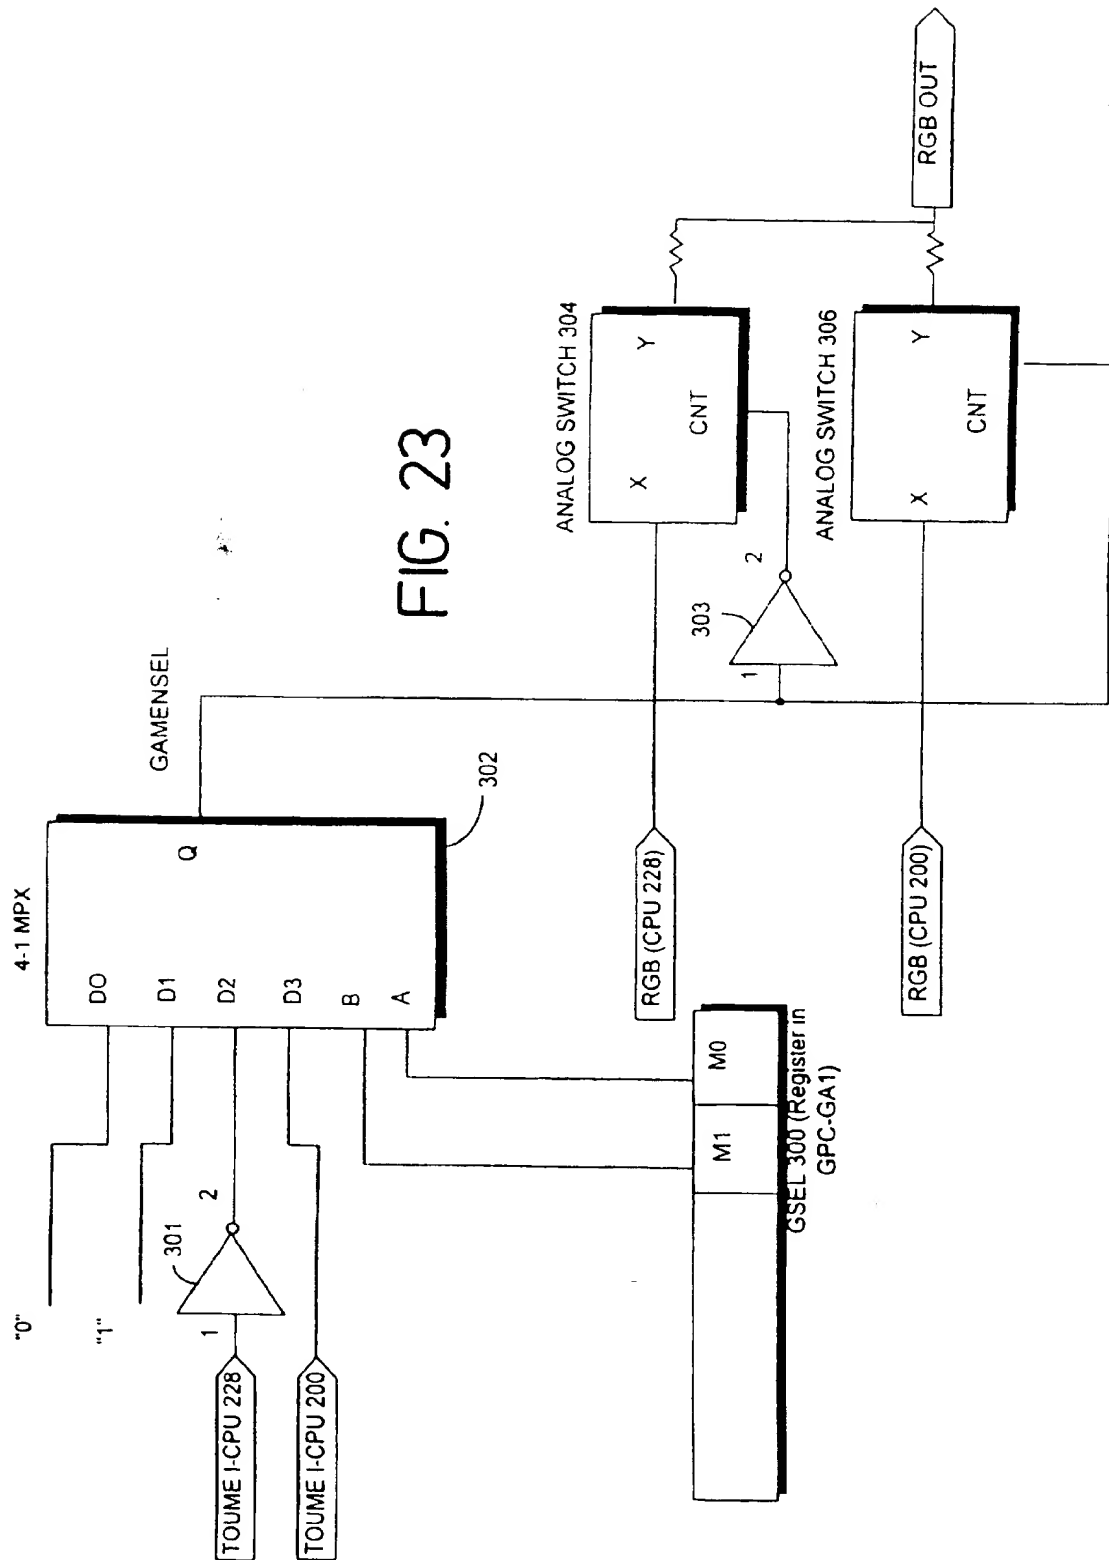 FIG. 23
4-1 MPX
"0"
"1"
D0
D1
D2
D3
B
A
Q
GAMENSEL
302
301
1
2
TOUME I-CPU 228
TOUME I-CPU 200
M1
M0
GSEL 300 (Register in
GPC-GA1)
RGB (CPU 228)
RGB (CPU 200)
303
1
2
ANALOG SWITCH 304
X
Y
CNT
ANALOG SWITCH 306
X
Y
CNT
RGB OUT